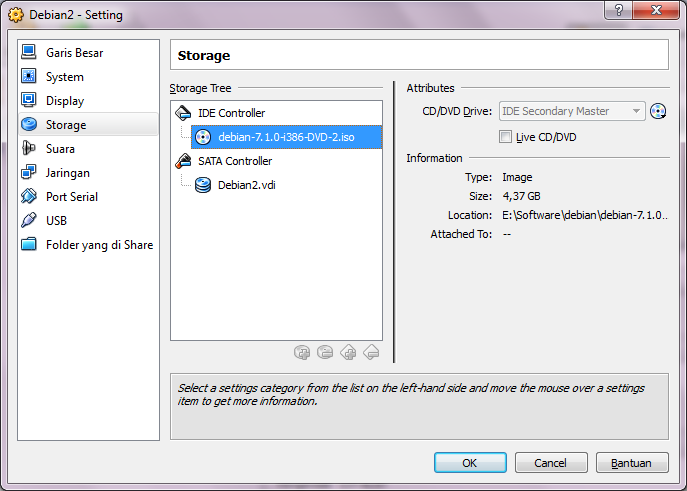 Debian2 - Setting
Garis Besar
System
Display
Storage
Suara
Jaringan
Port Serial
USB
Folder yang di Share
Storage
Storage Tree
IDE Controller
debian-7.1.0-i386-DVD-2.iso
SATA Controller
Debian2.vdi
Attributes
CD/DVD Drive: IDE Secondary Master
Live CD/DVD
Information
Type: Image
Size: 4,37 GB
Location: E:\Software\debian\debian-7.1.0...
Attached To: --
Select a settings category from the list on the left-hand side and move the mouse over a settings
item to get more information.
OK Cancel Bantuan